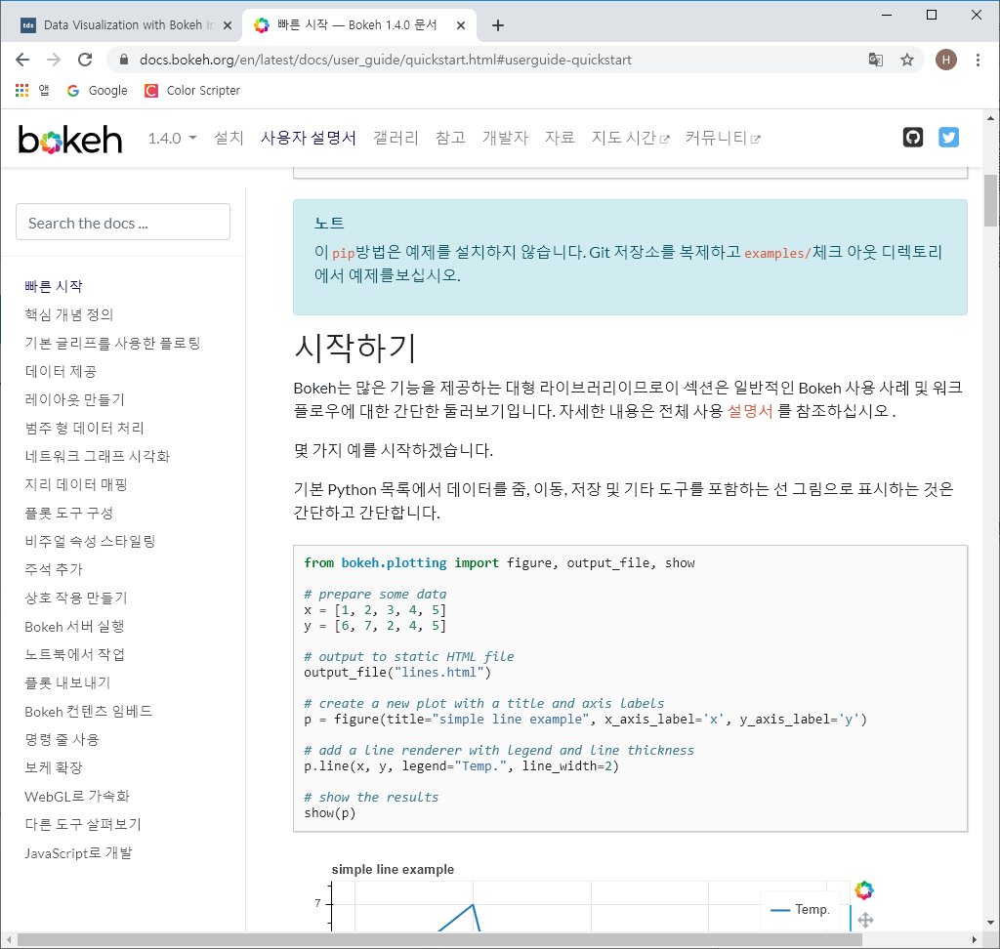 tds Data Visualization with Bokeh in
빠른 시작 — Bokeh 1.4.0 문서
docs.bokeh.org/en/latest/docs/user_guide/quickstart.html#userguide-quickstart
H
앱 Google Color Scripter
bokeh 1.4.0 설치 사용자 설명서 갤러리 참고 개발자 자료 지도 시간 커뮤니티
Search the docs ...
빠른 시작
핵심 개념 정의
기본 글리프를 사용한 플로팅
데이터 제공
레이아웃 만들기
범주 형 데이터 처리
네트워크 그래프 시각화
지리 데이터 매핑
플롯 도구 구성
비주얼 속성 스타일링
주석 추가
상호 작용 만들기
Bokeh 서버 실행
노트북에서 작업
플롯 내보내기
Bokeh 컨텐츠 임베드
명령 줄 사용
보케 확장
WebGL로 가속화
다른 도구 살펴보기
JavaScript로 개발
노트
이 pip방법은 예제를 설치하지 않습니다. Git 저장소를 복제하고 examples/체크 아웃 디렉토리
에서 예제를보십시오.
시작하기
Bokeh는 많은 기능을 제공하는 대형 라이브러리이므로이 섹션은 일반적인 Bokeh 사용 사례 및 워크
플로우에 대한 간단한 둘러보기입니다. 자세한 내용은 전체 사용 설명서 를 참조하십시오 .
몇 가지 예를 시작하겠습니다.
기본 Python 목록에서 데이터를 줌, 이동, 저장 및 기타 도구를 포함하는 선 그림으로 표시하는 것은
간단하고 간단합니다.
from bokeh.plotting import figure, output_file, show
# prepare some data
x = [1, 2, 3, 4, 5]
y = [6, 7, 2, 4, 5]
# output to static HTML file
output_file("lines.html")
# create a new plot with a title and axis labels
p = figure(title="simple line example", x_axis_label='x', y_axis_label='y')
# add a line renderer with legend and line thickness
p.line(x, y, legend="Temp.", line_width=2)
# show the results
show(p)
simple line example
7
Temp.